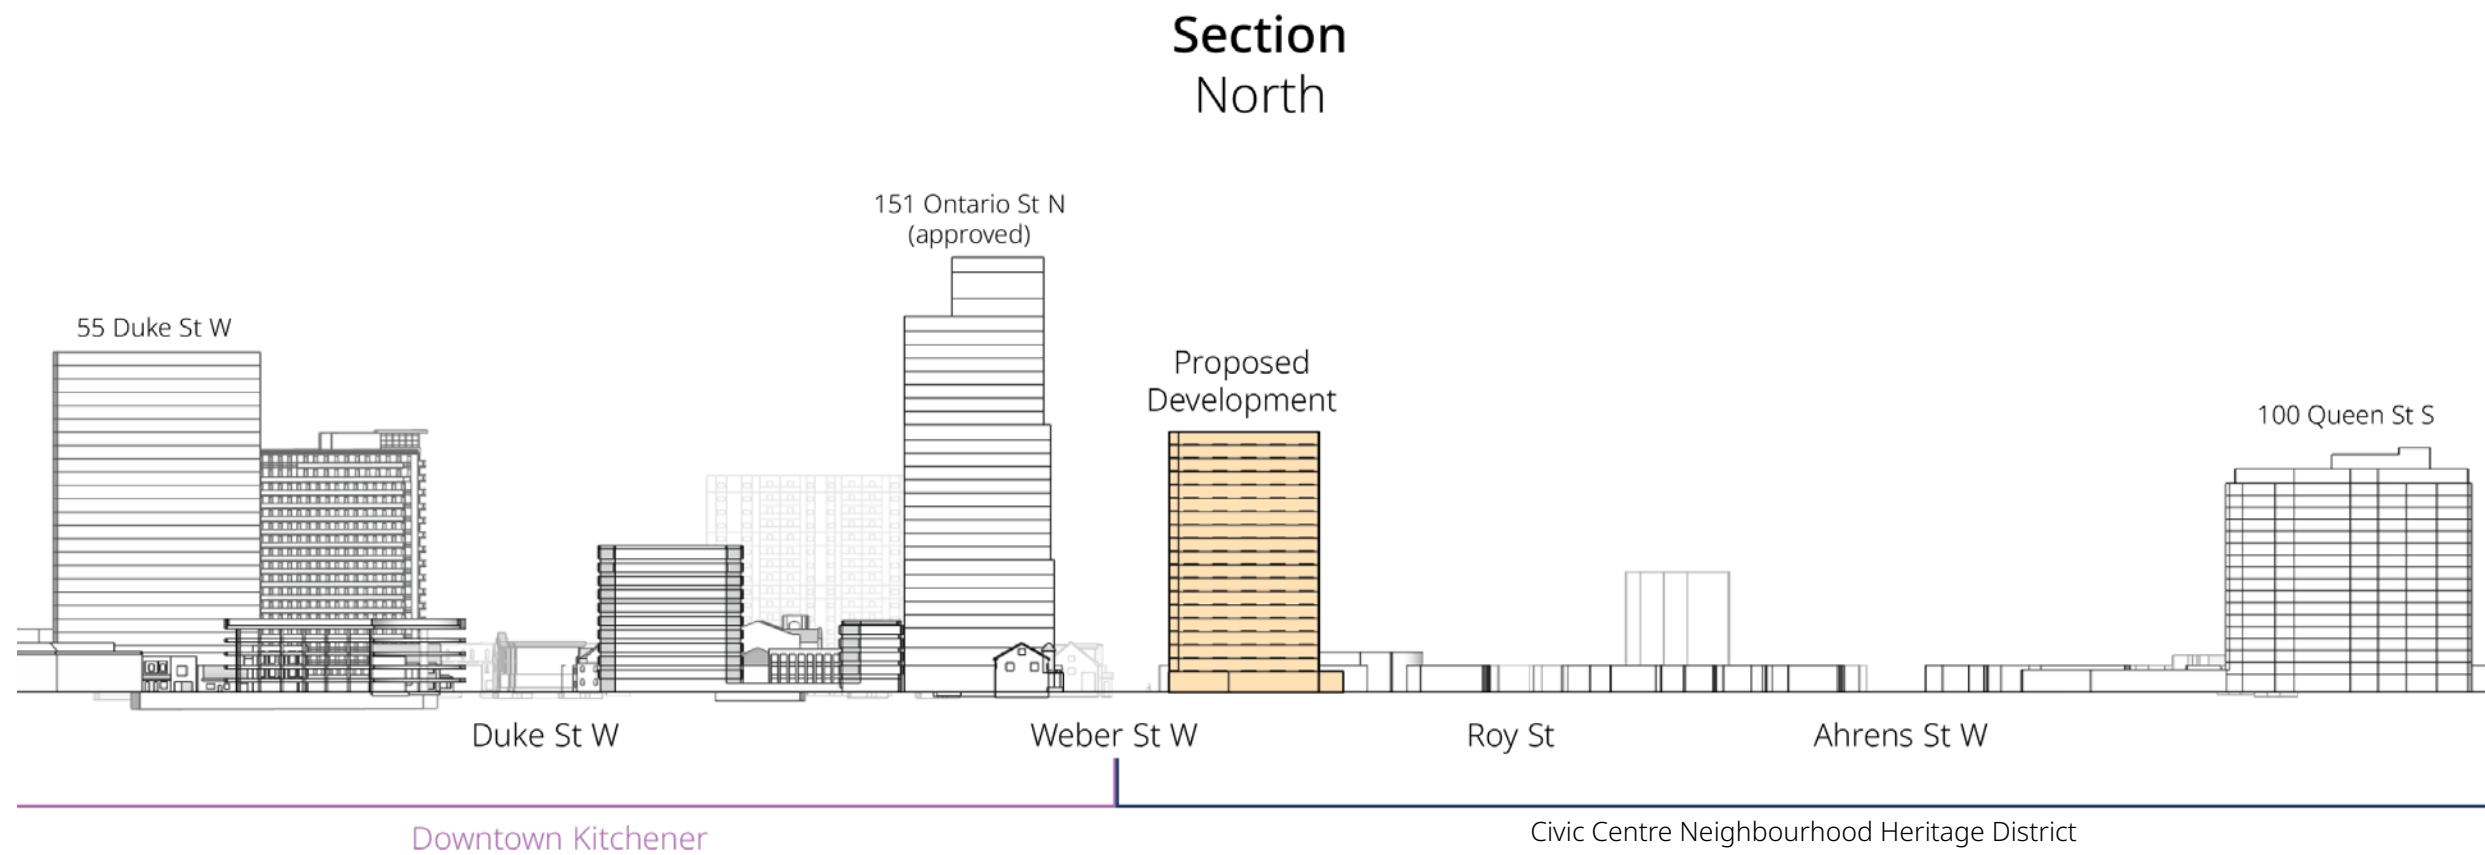 Section
North
151 Ontario St N
(approved)
55 Duke St W
Proposed
Development
100 Queen St S
Duke St W
Weber St W
Roy St
Ahrens St W
Downtown Kitchener
Civic Centre Neighbourhood Heritage District